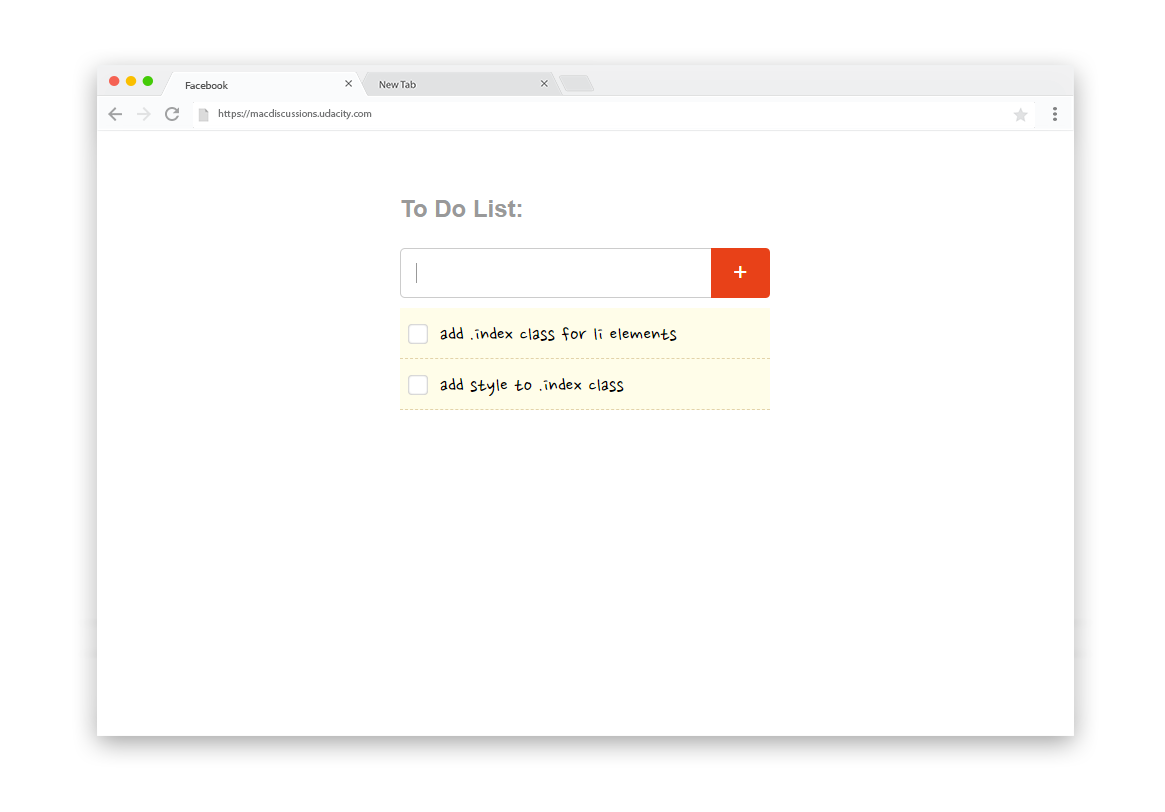 Facebook
New Tab
https://macdiscussions.udacity.com
To Do List:
+
add .index class for li elements
add style to .index class